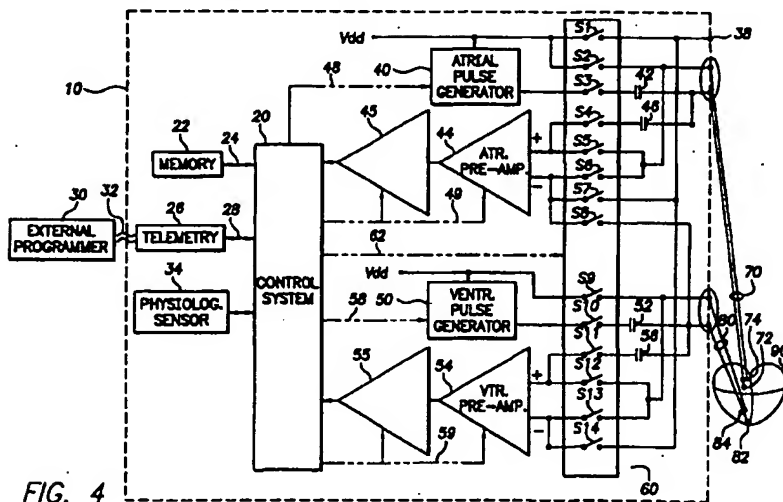 Vdd
S1
38
10
48
40
ATRIAL
PULSE
GENERATOR
S2
S3
42
20
45
44
S4
46
22
24
MEMORY
ATR.
PRE-AMP.
+
-
S5
S6
S7
S8
30
32
26
28
EXTERNAL
PROGRAMMER
TELEMETRY
49
62
34
PHYSIOLOG.
SENSOR
CONTROL
SYSTEM
Vdd
58
50
VENTR.
PULSE
GENERATOR
S9
S10
52
S11
56
70
80
74
72
55
54
VTR.
PRE-AMP.
+
-
S12
S13
S14
59
60
84
82
FIG. 4